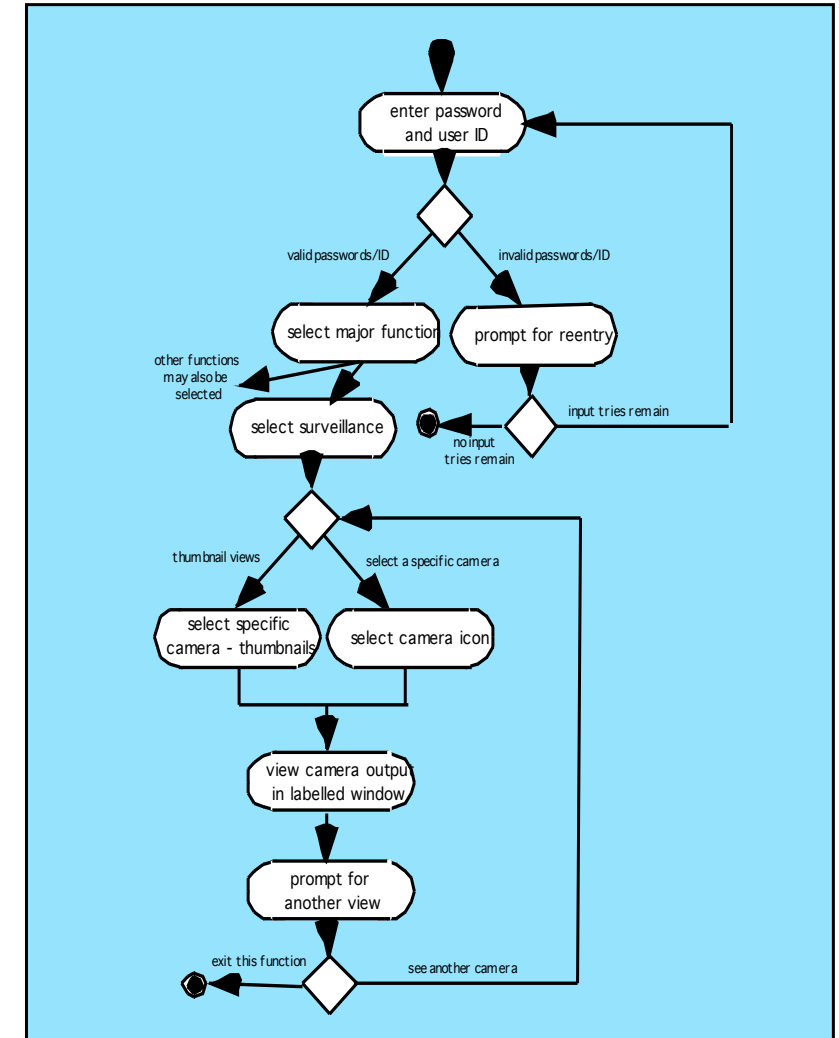 enter password
and user ID
valid passwords/ID
invalid passwords/ID
select major function
prompt for reentry
other functions
may also be
selected
input tries remain
select surveillance
no input
tries remain
thumbnail views
select a specific camera
select specific
camera - thumbnails
select camera icon
view camera output
in labelled window
prompt for
another view
exit this function
see another camera